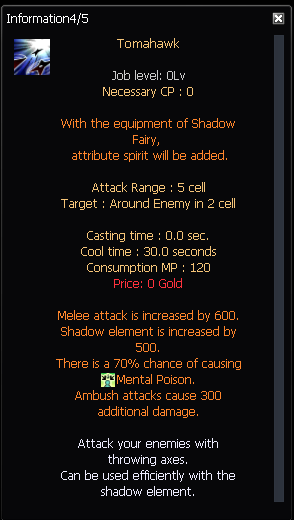 Information4/5
Tomahawk
Job level: 0Lv
Necessary CP : 0
With the equipment of Shadow
Fairy,
attribute spirit will be added.
Attack Range : 5 cell
Target : Around Enemy in 2 cell
Casting time : 0.0 sec.
Cool time : 30.0 seconds
Consumption MP : 120
Price: 0 Gold
Melee attack is increased by 600.
Shadow element is increased by
500.
There is a 70% chance of causing
Mental Poison.
Ambush attacks cause 300
additional damage.
Attack your enemies with
throwing axes.
Can be used efficiently with the
shadow element.